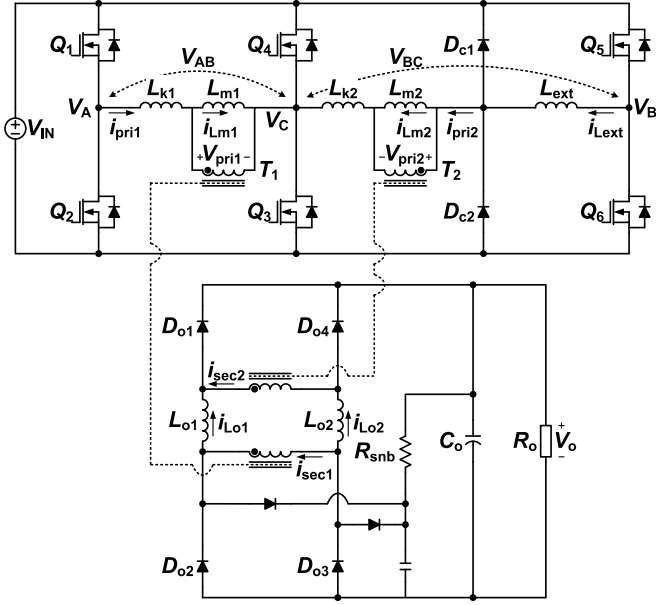 Q1 Q4 Dc1 Q5
VAB VBC
Lk1 Lm1 Lk2 Lm2 Lext
VA VC VB
ipri1 iLm1 iLm2 ipri2 iLext
VIN
+Vpri1− T1 −Vpri2+ T2
Q2 Q3 Dc2 Q6
Do1 Do4
isec2
Lo1 iLo1 Lo2 iLo2
Rsnb Co Ro + Vo −
isec1
Do2 Do3